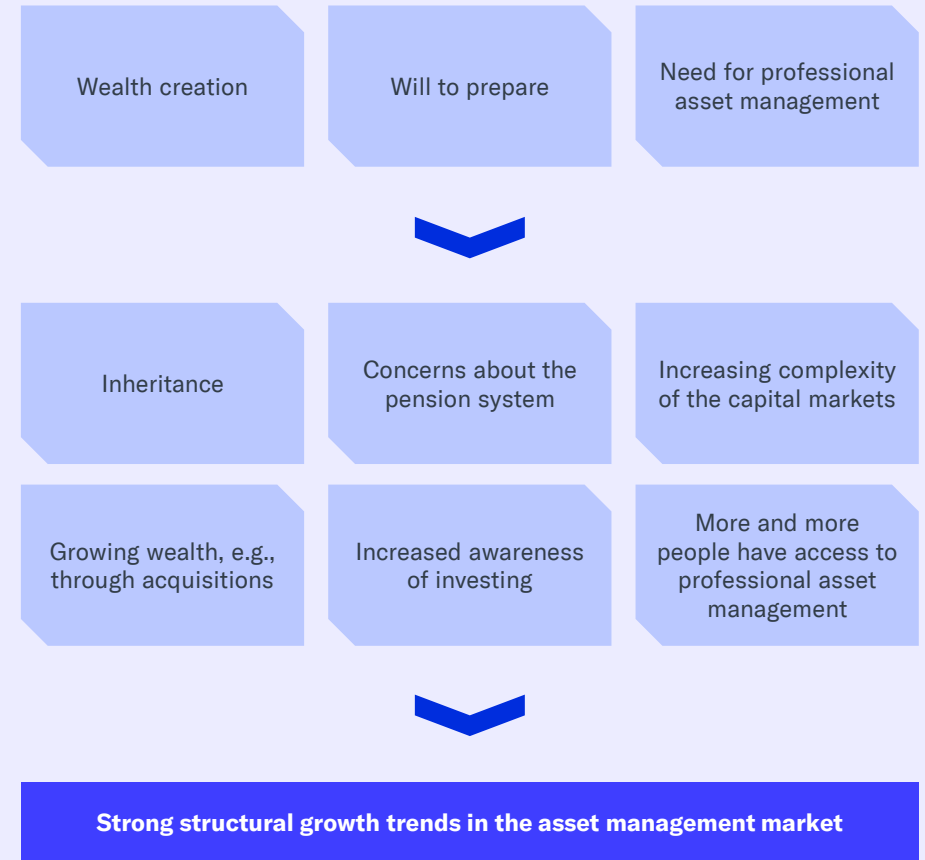 Wealth creation
Will to prepare
Need for professional
asset management
Inheritance
Concerns about the
pension system
Increasing complexity
of the capital markets
Growing wealth, e.g.,
through acquisitions
Increased awareness
of investing
More and more
people have access to
professional asset
management
Strong structural growth trends in the asset management market